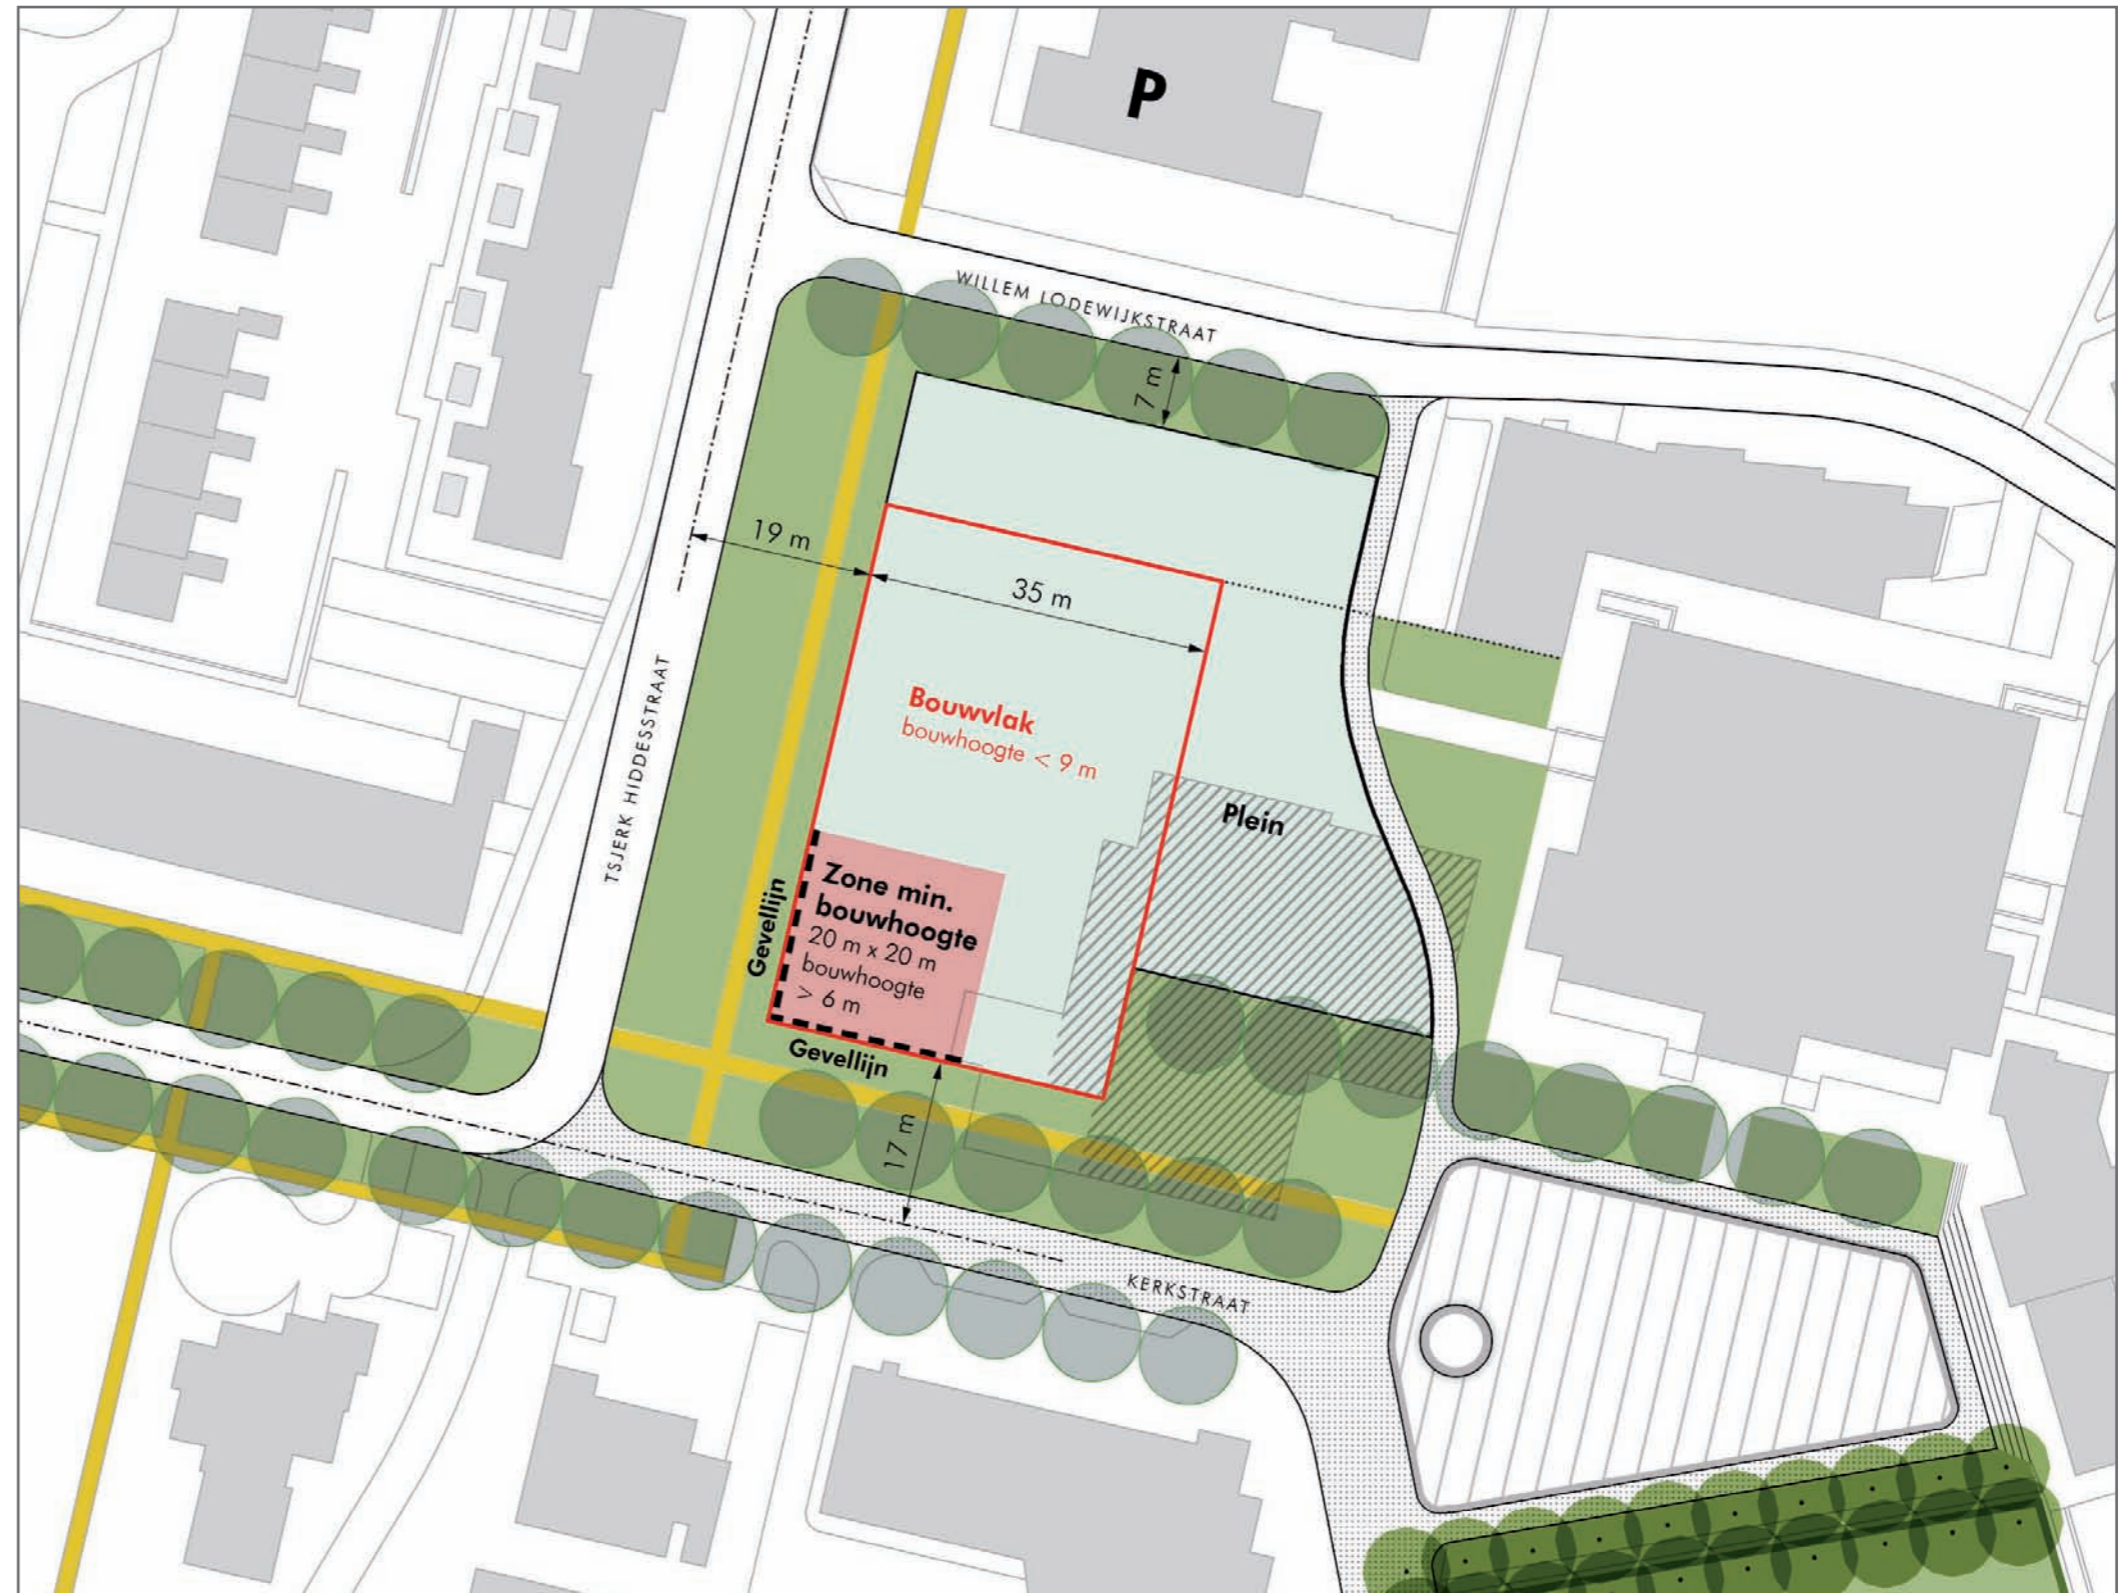 P
WILLEM LODEWIJKSTRAAT
7 m
19 m
35 m
TSJERK HIDDESSTRAAT
Bouwvlak
bouwhoogte < 9 m
Plein
Zone min.
bouwhoogte
20 m x 20 m
bouwhoogte
> 6 m
Gevellijn
Gevellijn
17 m
KERKSTRAAT